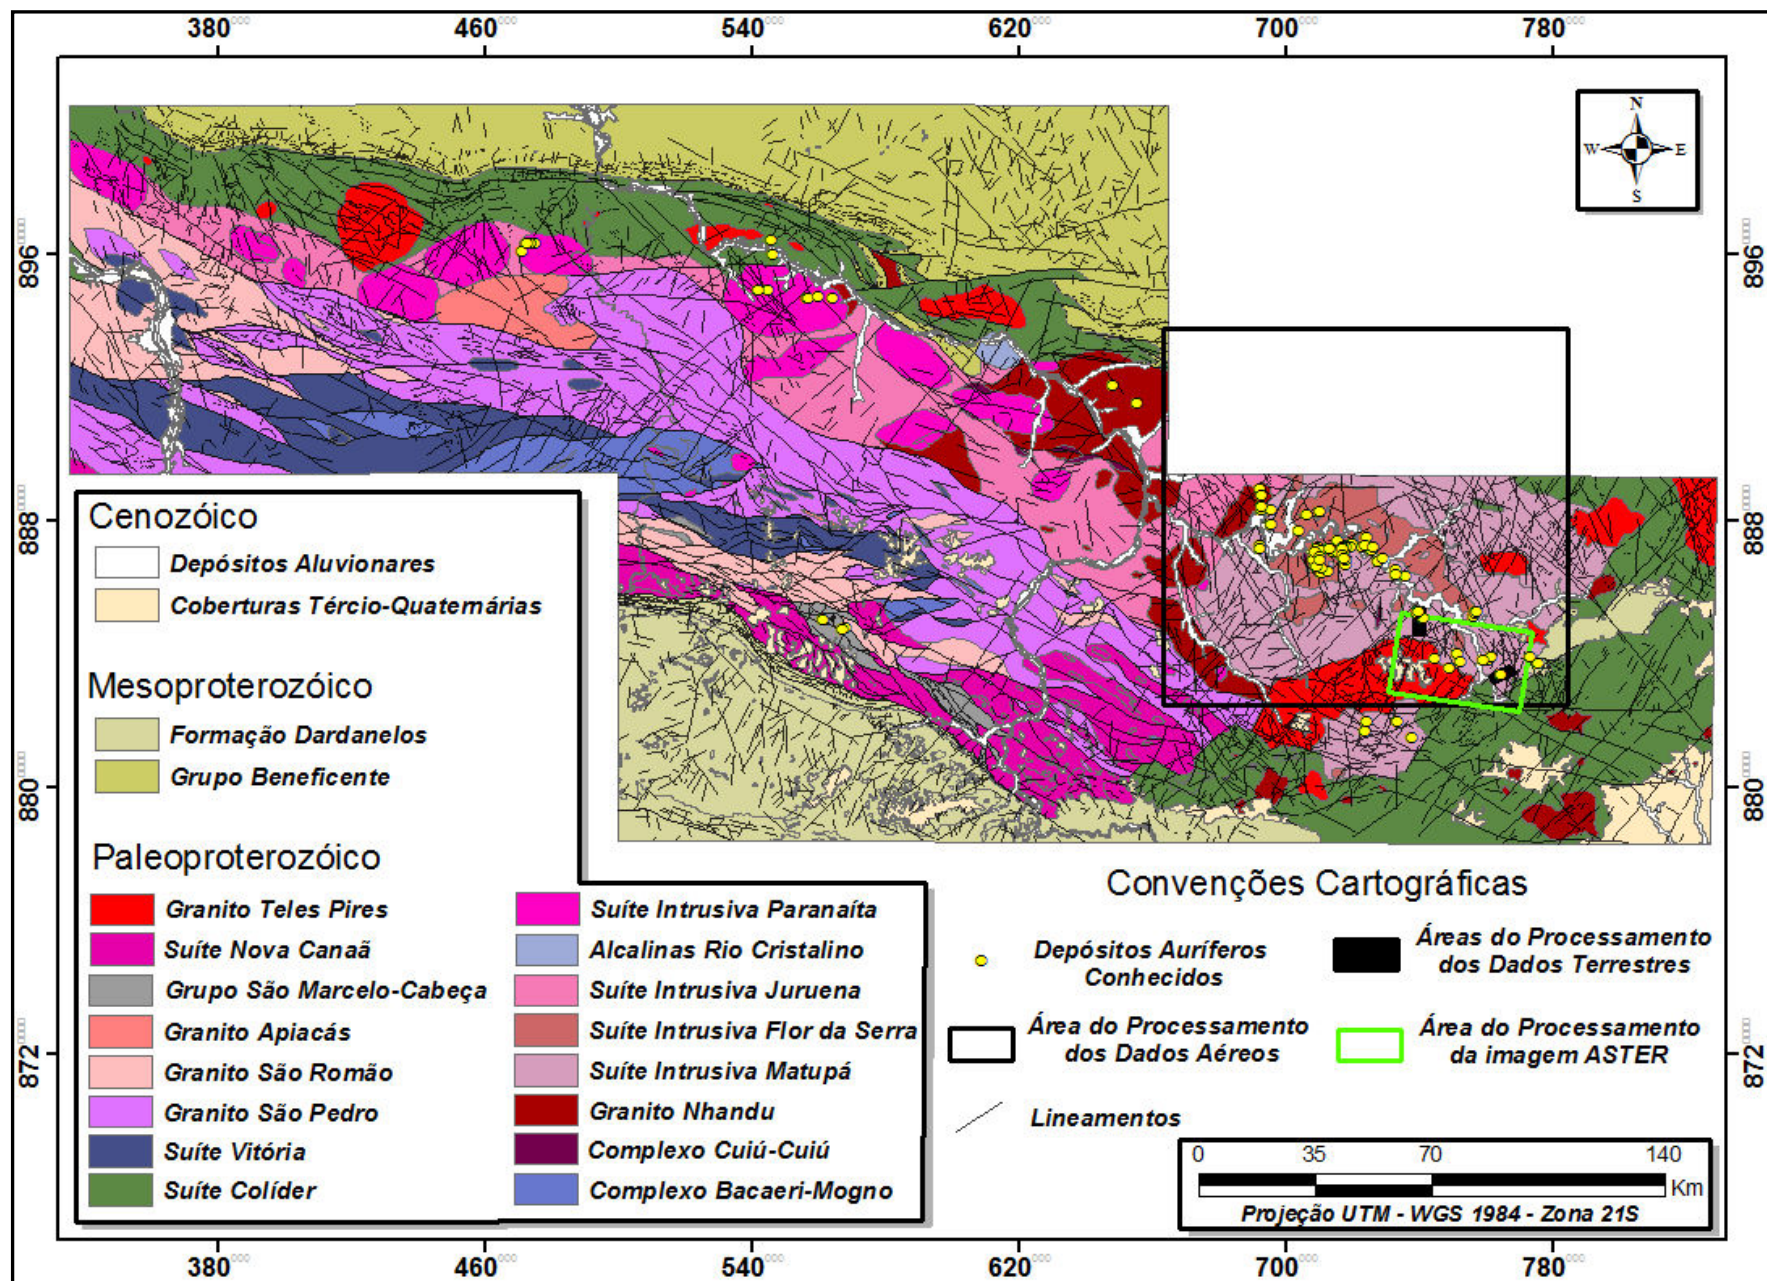 380 460 540 620 700 780
N
W E
S
896 896
888 888
880 880
872 872
Cenozóico
Depósitos Aluvionares
Coberturas Tércio-Quaternárias
Mesoproterozóico
Formação Dardanelos
Grupo Beneficente
Paleoproterozóico
Granito Teles Pires
Suíte Nova Canaã
Grupo São Marcelo-Cabeça
Granito Apiacás
Granito São Romão
Granito São Pedro
Suíte Vitória
Suíte Colíder
Suíte Intrusiva Paranaíta
Alcalinas Rio Cristalino
Suíte Intrusiva Juruena
Suíte Intrusiva Flor da Serra
Suíte Intrusiva Matupá
Granito Nhandu
Complexo Cuiú-Cuiú
Complexo Bacaeri-Mogno
Convenções Cartográficas
Depósitos Auríferos
Conhecidos
Áreas do Processamento
dos Dados Terrestres
Área do Processamento
dos Dados Aéreos
Área do Processamento
da imagem ASTER
Lineamentos
0 35 70 140
Km
Projeção UTM - WGS 1984 - Zona 21S
380 460 540 620 700 780